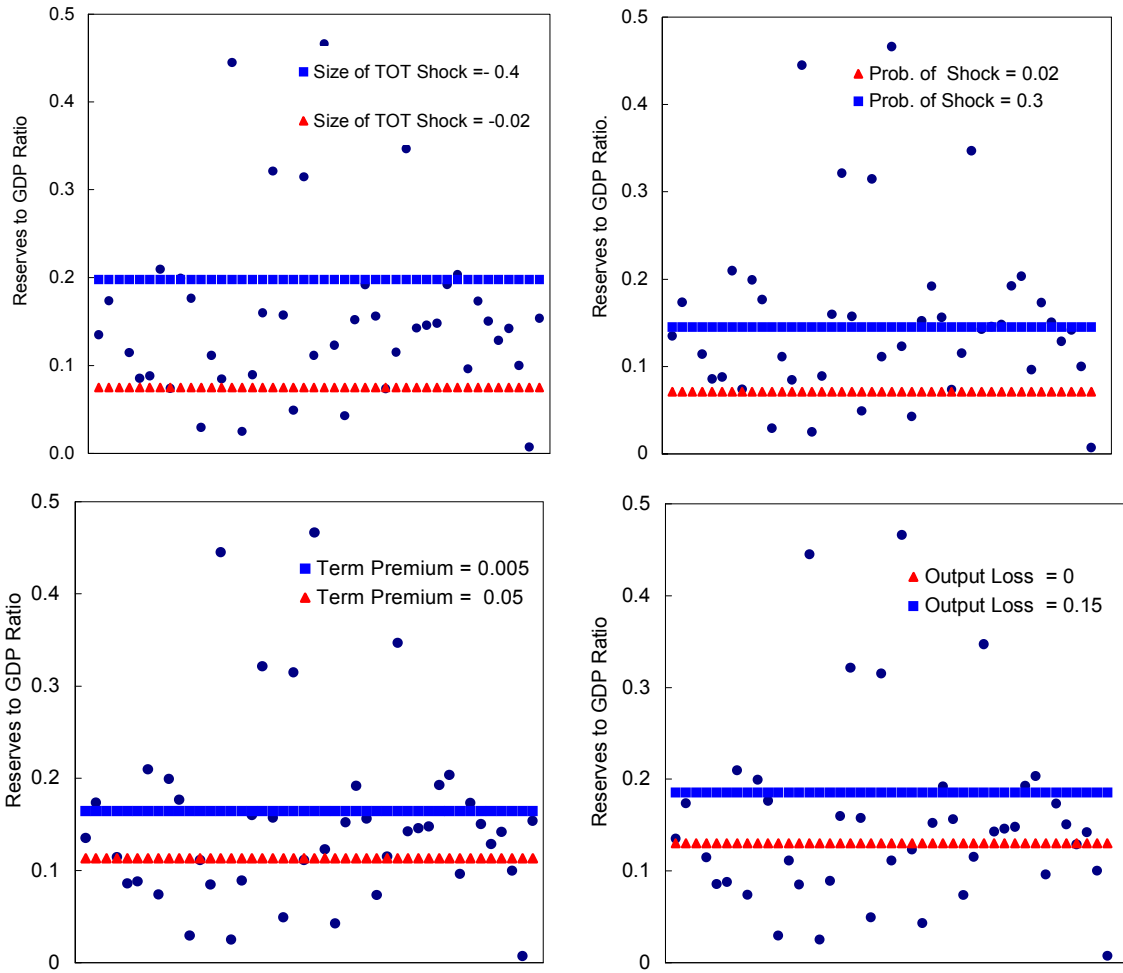 0.5
0.4
0.3
0.2
0.1
0.0
Reserves to GDP Ratio
Size of TOT Shock =- 0.4
Size of TOT Shock = -0.02
0.5
0.4
0.3
0.2
0.1
0
Reserves to GDP Ratio.
Prob. of Shock = 0.02
Prob. of Shock = 0.3
0.5
0.4
0.3
0.2
0.1
0
Reserves to GDP Ratio
Term Premium = 0.005
Term Premium = 0.05
0.5
0.4
0.3
0.2
0.1
0
Reserves to GDP Ratio
Output Loss = 0
Output Loss = 0.15